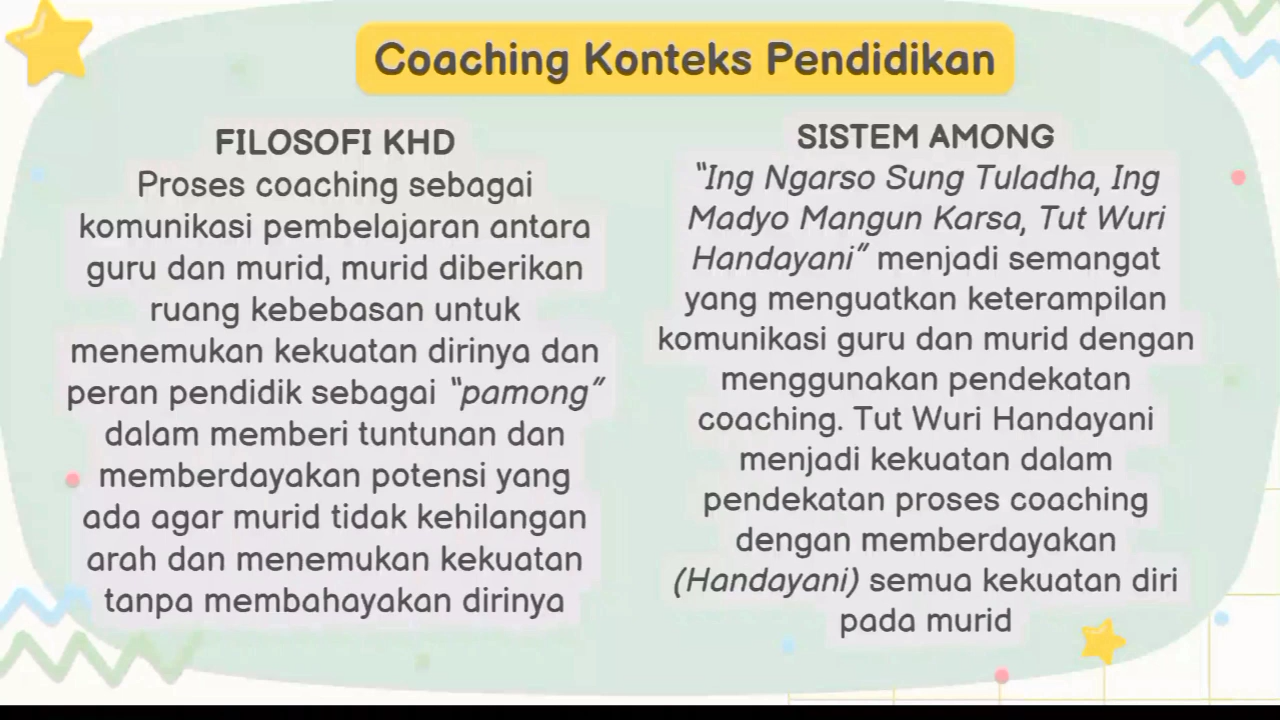 Coaching Konteks Pendidikan
FILOSOFI KHD
Proses coaching sebagai
komunikasi pembelajaran antara
guru dan murid, murid diberikan
ruang kebebasan untuk
menemukan kekuatan dirinya dan
peran pendidik sebagai “pamong”
dalam memberi tuntunan dan
memberdayakan potensi yang
ada agar murid tidak kehilangan
arah dan menemukan kekuatan
tanpa membahayakan dirinya
SISTEM AMONG
“Ing Ngarso Sung Tuladha, Ing
Madyo Mangun Karsa, Tut Wuri
Handayani” menjadi semangat
yang menguatkan keterampilan
komunikasi guru dan murid dengan
menggunakan pendekatan
coaching. Tut Wuri Handayani
menjadi kekuatan dalam
pendekatan proses coaching
dengan memberdayakan
(Handayani) semua kekuatan diri
pada murid